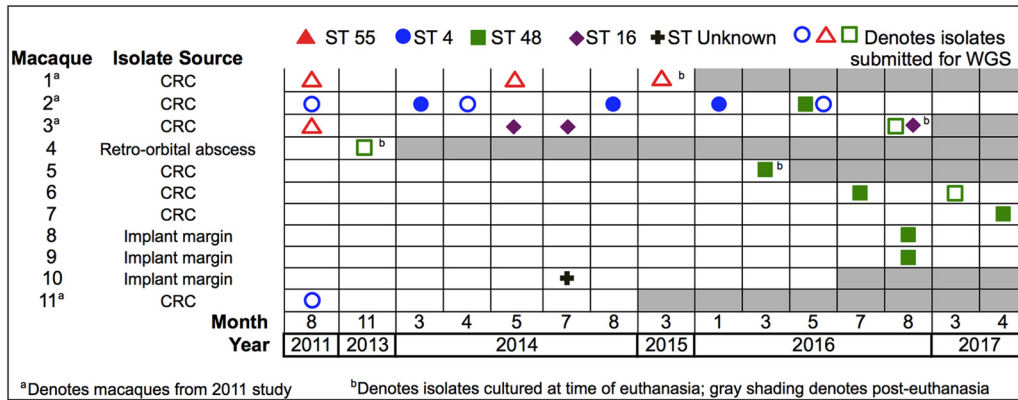 ST 55 ST 4 ST 48 ST 16 ST Unknown Denotes isolates submitted for WGS
Macaque Isolate Source
1a CRC b
2a CRC
3a CRC b
4 Retro-orbital abscess b
5 CRC b
6 CRC
7 CRC
8 Implant margin
9 Implant margin
10 Implant margin
11a CRC
Month 8 11 3 4 5 7 8 3 1 3 5 7 8 3 4
Year 2011 2013 2014 2015 2016 2017
aDenotes macaques from 2011 study bDenotes isolates cultured at time of euthanasia; gray shading denotes post-euthanasia